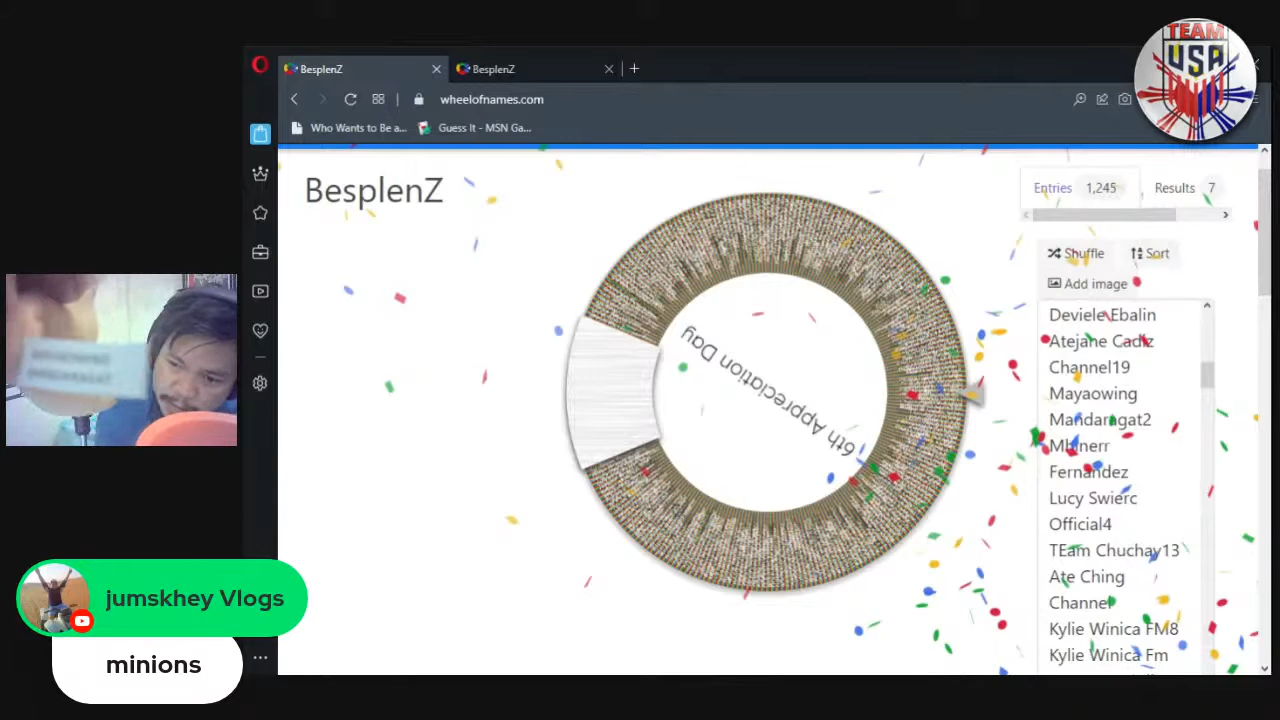 TEAM
USA
BesplenZ
BesplenZ
wheelofnames.com
Who Wants to Be a...
Guess It - MSN Ga...
BesplenZ
Entries 1,245
Results 7
Shuffle
Sort
Add image
6th Appreciation Day
Deviele Ebalin
Atejane Cadiz
Channel19
Mayaowing
Mandaragat2
Mbinerr
Fernandez
Lucy Swierc
Official4
TEam Chuchay13
Ate Ching
Channel
Kylie Winica FM8
Kylie Winica Fm
jumskhey Vlogs
minions